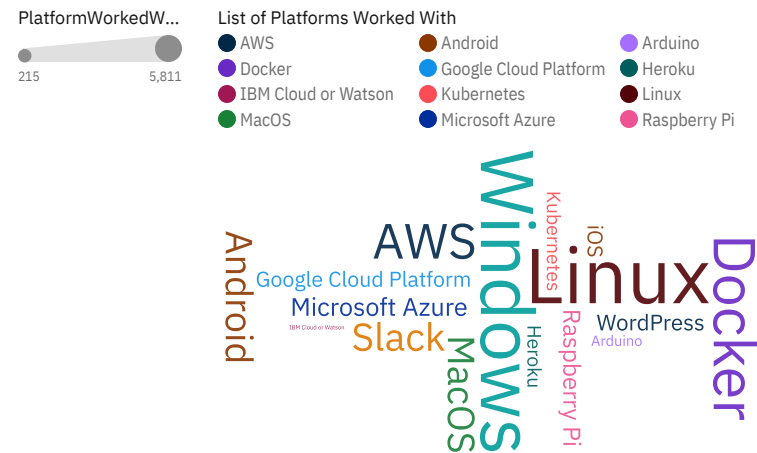 PlatformWorkedW...
215
5,811
List of Platforms Worked With
AWS
Android
Arduino
Docker
Google Cloud Platform
Heroku
IBM Cloud or Watson
Kubernetes
Linux
MacOS
Microsoft Azure
Raspberry Pi
Android
AWS
Google Cloud Platform
Microsoft Azure
IBM Cloud or Watson
Slack
MacOS
Windows
Kubernetes
iOS
Linux
Heroku
Raspberry Pi
WordPress
Arduino
Docker